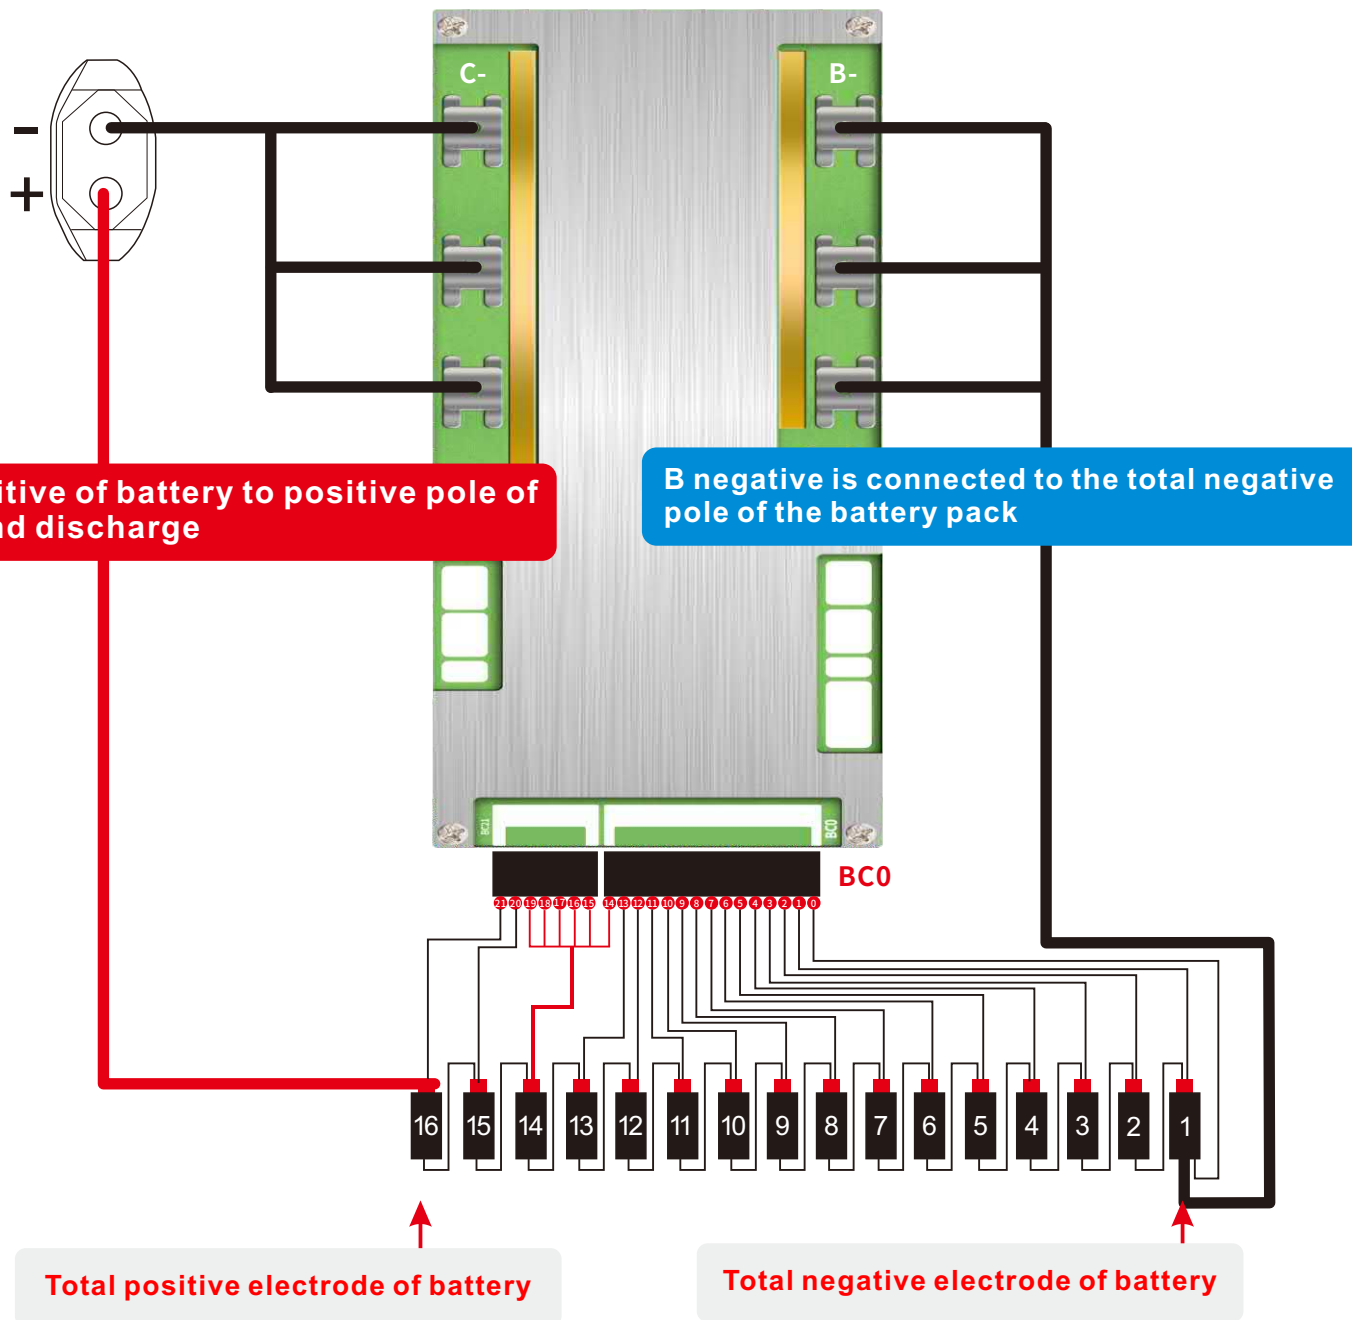 C-
B-
-
+
itive of battery to positive pole of
nd discharge
B negative is connected to the total negative
pole of the battery pack
BC21
BC0
BC0
21 20 19 18 17 16 15 14 13 12 11 10 9 8 7 6 5 4 3 2 1 0
16 15 14 13 12 11 10 9 8 7 6 5 4 3 2 1
Total positive electrode of battery
Total negative electrode of battery